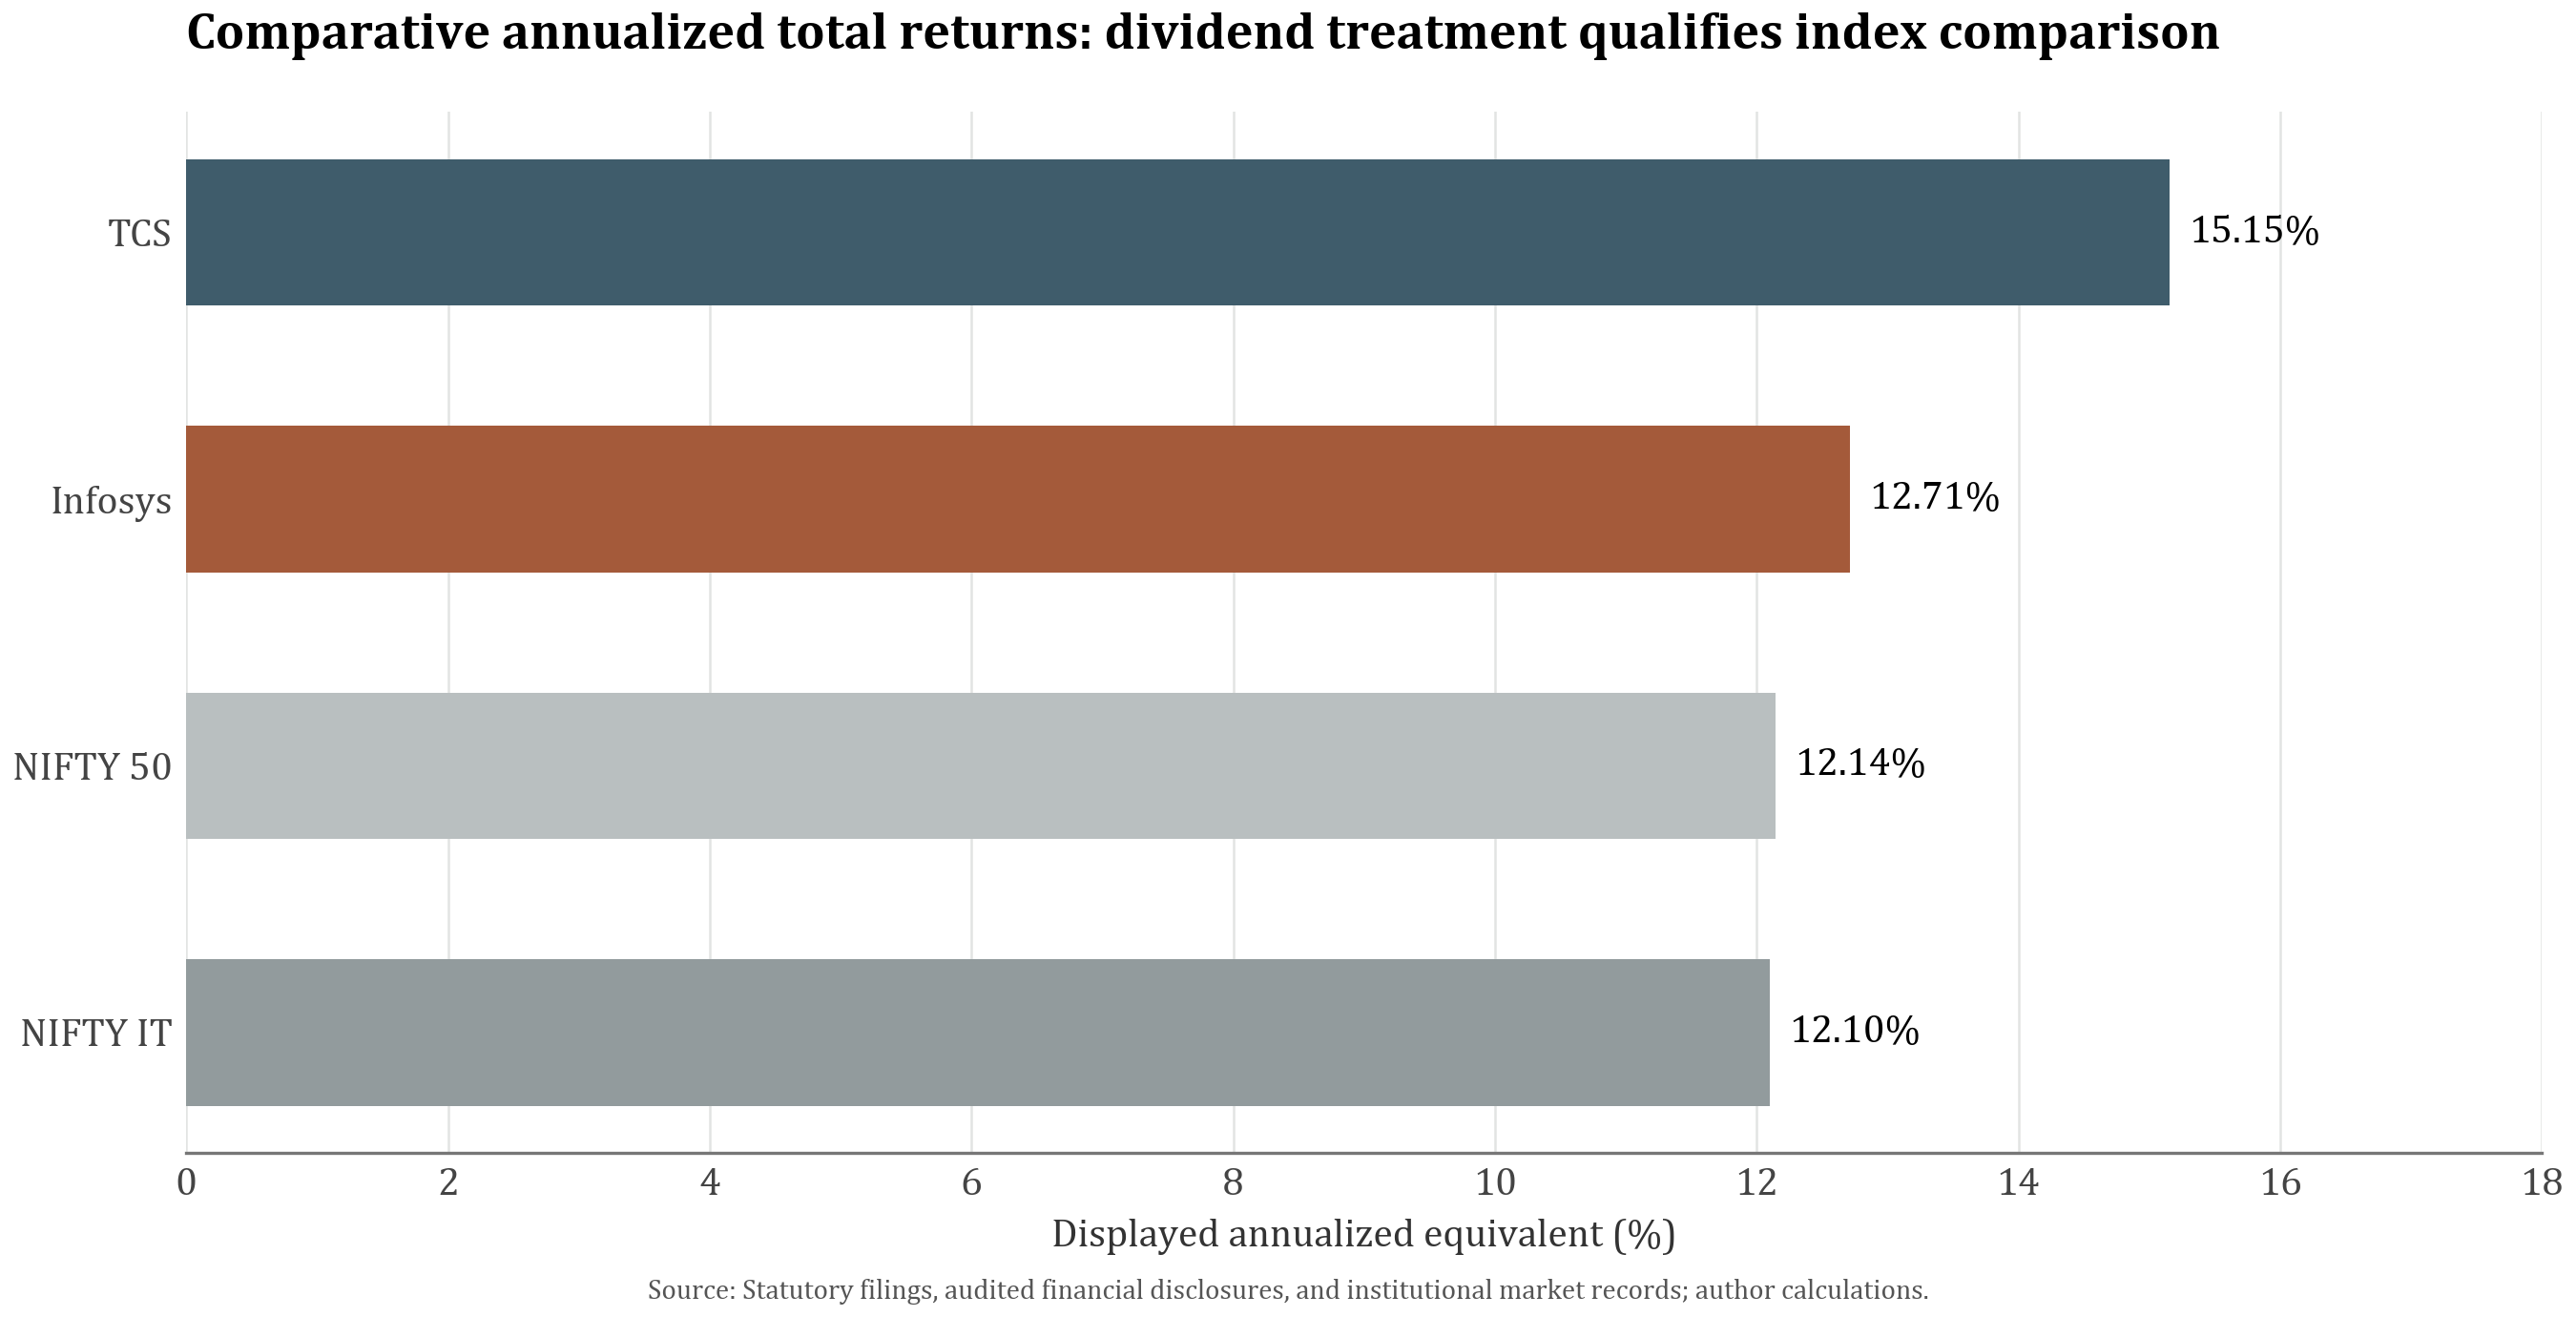 Comparative annualized total returns: dividend treatment qualifies index comparison
TCS
15.15%
Infosys
12.71%
NIFTY 50
12.14%
NIFTY IT
12.10%
0 2 4 6 8 10 12 14 16 18
Displayed annualized equivalent (%)
Source: Statutory filings, audited financial disclosures, and institutional market records; author calculations.